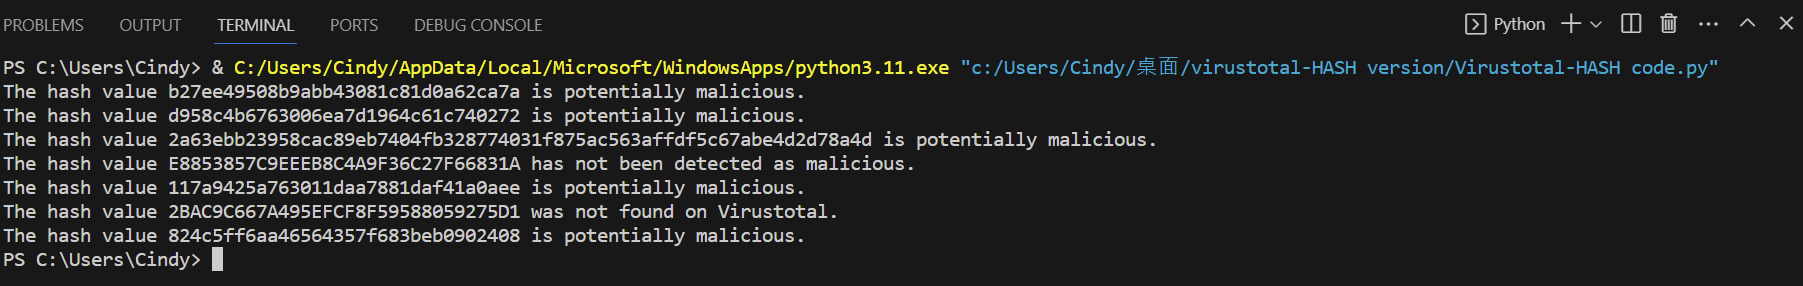 PROBLEMS OUTPUT TERMINAL PORTS DEBUG CONSOLE Python
PS C:\Users\Cindy> & C:/Users/Cindy/AppData/Local/Microsoft/WindowsApps/python3.11.exe "c:/Users/Cindy/桌面/virustotal-HASH version/Virustotal-HASH code.py"
The hash value b27ee49508b9abb43081c81d0a62ca7a is potentially malicious.
The hash value d958c4b6763006ea7d1964c61c740272 is potentially malicious.
The hash value 2a63ebb23958cac89eb7404fb328774031f875ac563affdf5c67abe4d2d78a4d is potentially malicious.
The hash value E8853857C9EEEB8C4A9F36C27F66831A has not been detected as malicious.
The hash value 117a9425a763011daa7881daf41a0aee is potentially malicious.
The hash value 2BAC9C667A495EFCF8F59588059275D1 was not found on Virustotal.
The hash value 824c5ff6aa46564357f683beb0902408 is potentially malicious.
PS C:\Users\Cindy>